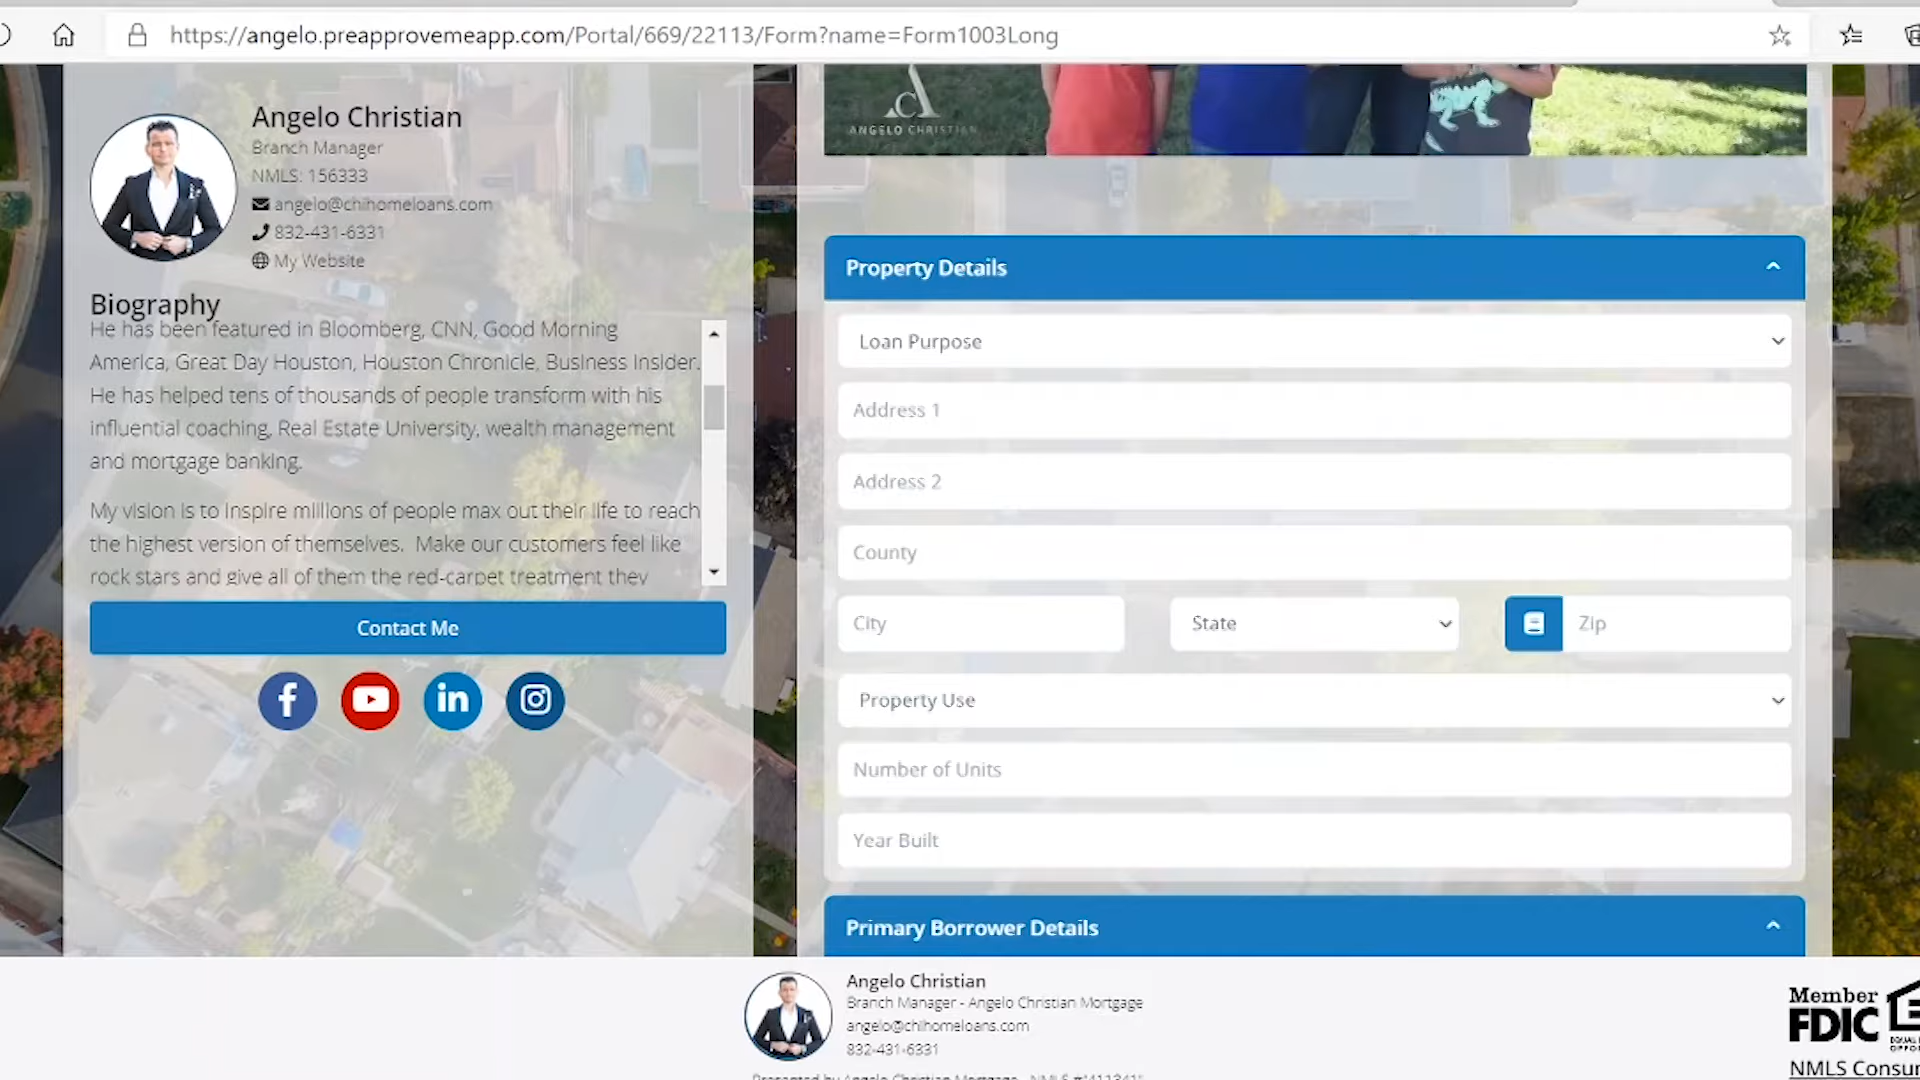 https://angelo.preapprovemeapp.com/Portal/669/22113/Form?name=Form1003Long
Angelo Christian
Branch Manager
NMLS: 156333
angelo@chihomeloans.com
832-431-6331
My Website
Biography
He has been featured in Bloomberg, CNN, Good Morning
America, Great Day Houston, Houston Chronicle, Business Insider.
He has helped tens of thousands of people transform with his
influential coaching, Real Estate University, wealth management
and mortgage banking.
My vision is to inspire millions of people max out their life to reach
the highest version of themselves. Make our customers feel like
rock stars and give all of them the red-carpet treatment they
Contact Me
ANGELO CHRISTIAN
Property Details
Loan Purpose
Address 1
Address 2
County
City
State
Zip
Property Use
Number of Units
Year Built
Primary Borrower Details
Angelo Christian
Branch Manager - Angelo Christian Mortgage
angelo@chihomeloans.com
832-431-6331
Presented by Angelo Christian Mortgage
Member
FDIC
NMLS Consu